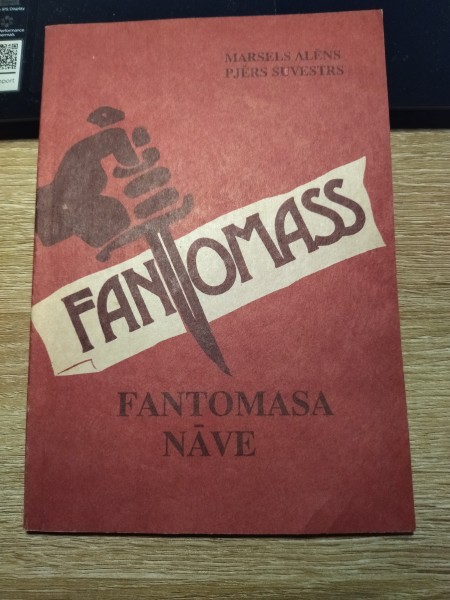 MARSELS ALĒNS
PJĒRS SUVESTRS
FANTOMASS
FANTOMASA
NĀVE